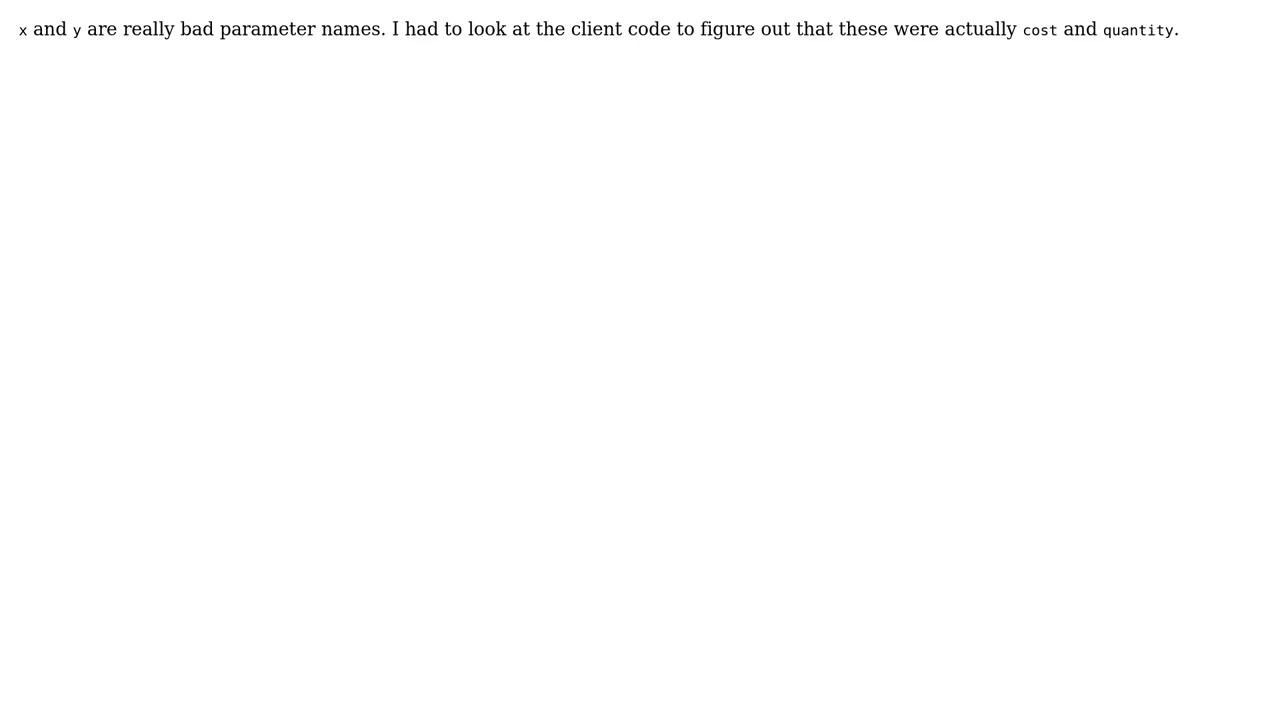 x and y are really bad parameter names. I had to look at the client code to figure out that these were actually cost and quantity.